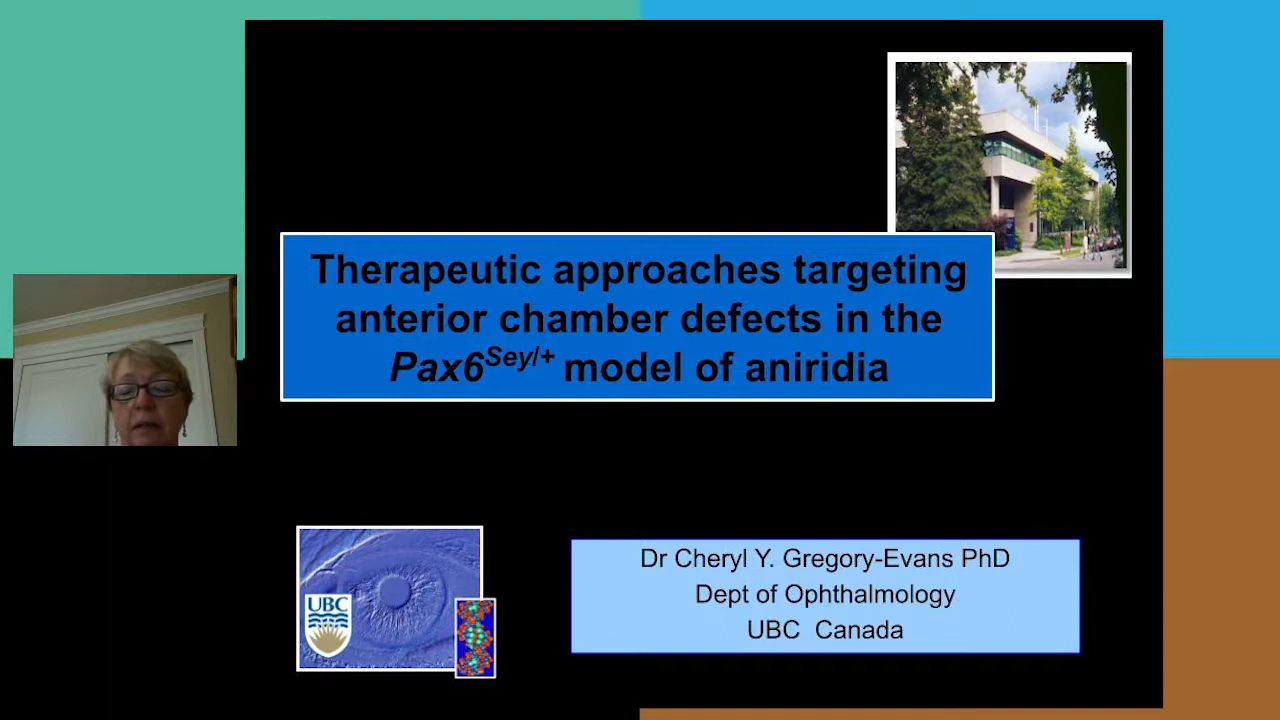 Therapeutic approaches targeting
anterior chamber defects in the
Pax6Sey/+ model of aniridia
UBC
Dr Cheryl Y. Gregory-Evans PhD
Dept of Ophthalmology
UBC Canada